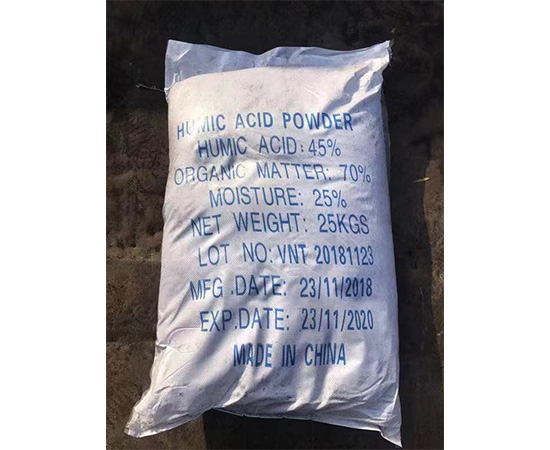 HUMIC ACID POWDER
HUMIC ACID: 45%
ORGANIC MATTER: 70%
MOISTURE: 25%
NET WEIGHT: 25KGS
LOT NO: VNT 20181123
MFG.DATE: 23/11/2018
EXP.DATE: 23/11/2020
MADE IN CHINA